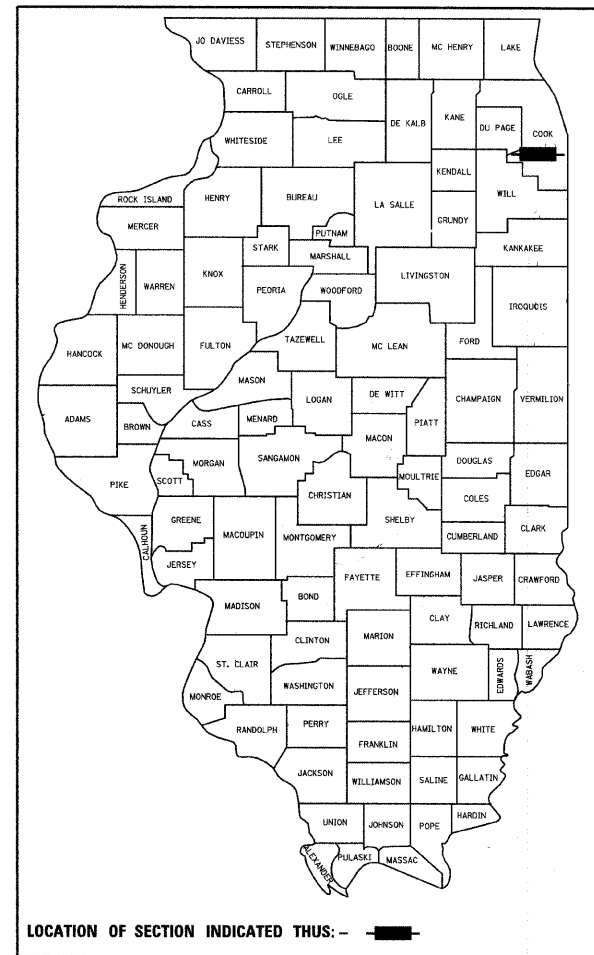 JO DAVIESS STEPHENSON WINNEBAGO BOONE MC HENRY LAKE
CARROLL OGLE DE KALB KANE DU PAGE COOK
WHITESIDE LEE
KENDALL WILL
ROCK ISLAND HENRY BUREAU LA SALLE GRUNDY
MERCER PUTNAM KANKAKEE
STARK MARSHALL
HENDERSON WARREN KNOX PEORIA WOODFORD LIVINGSTON IROQUOIS
HANCOCK MC DONOUGH FULTON TAZEWELL MC LEAN FORD
MASON
SCHUYLER LOGAN DE WITT CHAMPAIGN VERMILION
ADAMS BROWN CASS MENARD MACON PIATT
MORGAN SANGAMON DOUGLAS EDGAR
PIKE SCOTT CHRISTIAN MOULTRIE COLES
GREENE MACOUPIN SHELBY
CALHOUN MONTGOMERY CUMBERLAND CLARK
JERSEY FAYETTE EFFINGHAM JASPER CRAWFORD
MADISON BOND
CLINTON MARION CLAY RICHLAND LAWRENCE
ST. CLAIR WAYNE EDWARDS WABASH
MONROE WASHINGTON JEFFERSON
RANDOLPH PERRY HAMILTON WHITE
FRANKLIN
JACKSON WILLIAMSON SALINE GALLATIN
UNION JOHNSON POPE HARDIN
ALEXANDER PULASKI MASSAC
LOCATION OF SECTION INDICATED THUS: -